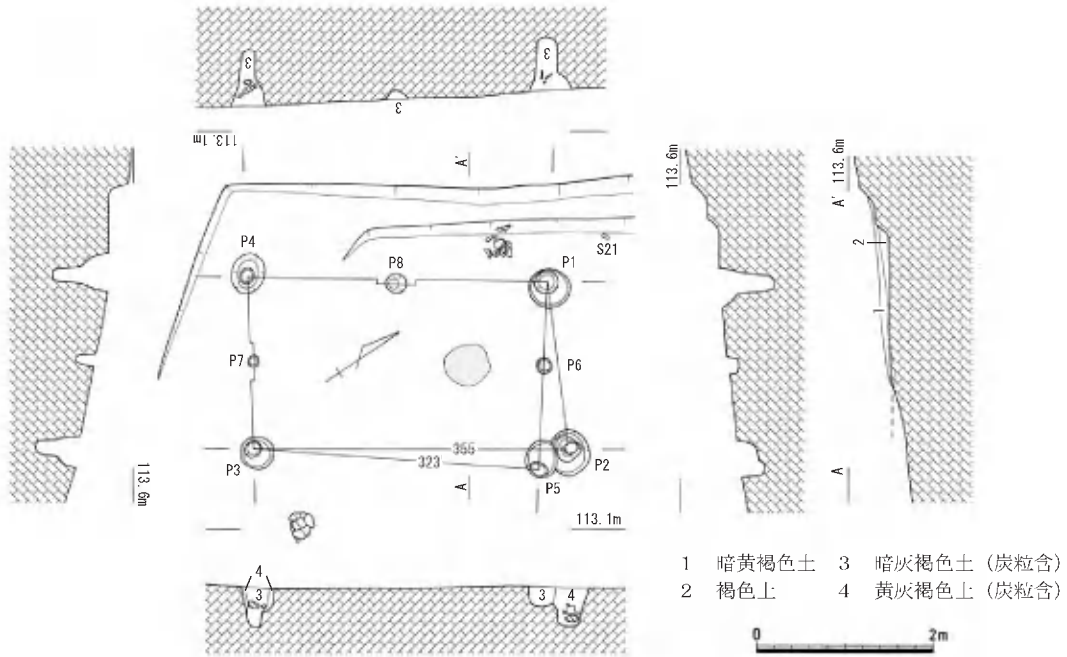 3
3
3
113.1m
A'
113.6m
A' 113.6m
P4
P8
P1
S21
2
1
P7
P6
355
323
P3
P2
P5
A
A
113.6m
113.1m
4
3
3
4
1 暗黄褐色土 3 暗灰褐色土 (炭粒含)
2 褐色上 4 黄灰褐色土 (炭粒含)
0 2m